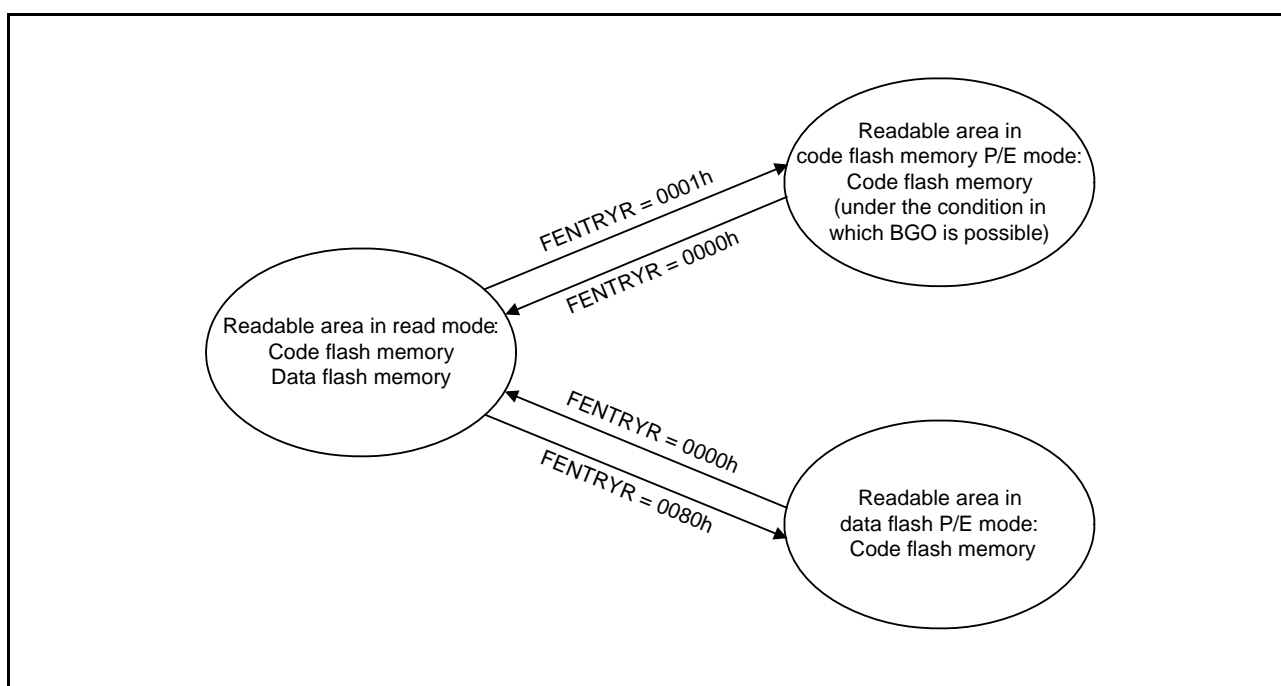 Readable area in
code flash memory P/E mode:
Code flash memory
(under the condition in
which BGO is possible)
FENTRYR = 0001h
FENTRYR = 0000h
Readable area in read mode:
Code flash memory
Data flash memory
FENTRYR = 0000h
FENTRYR = 0080h
Readable area in
data flash P/E mode:
Code flash memory